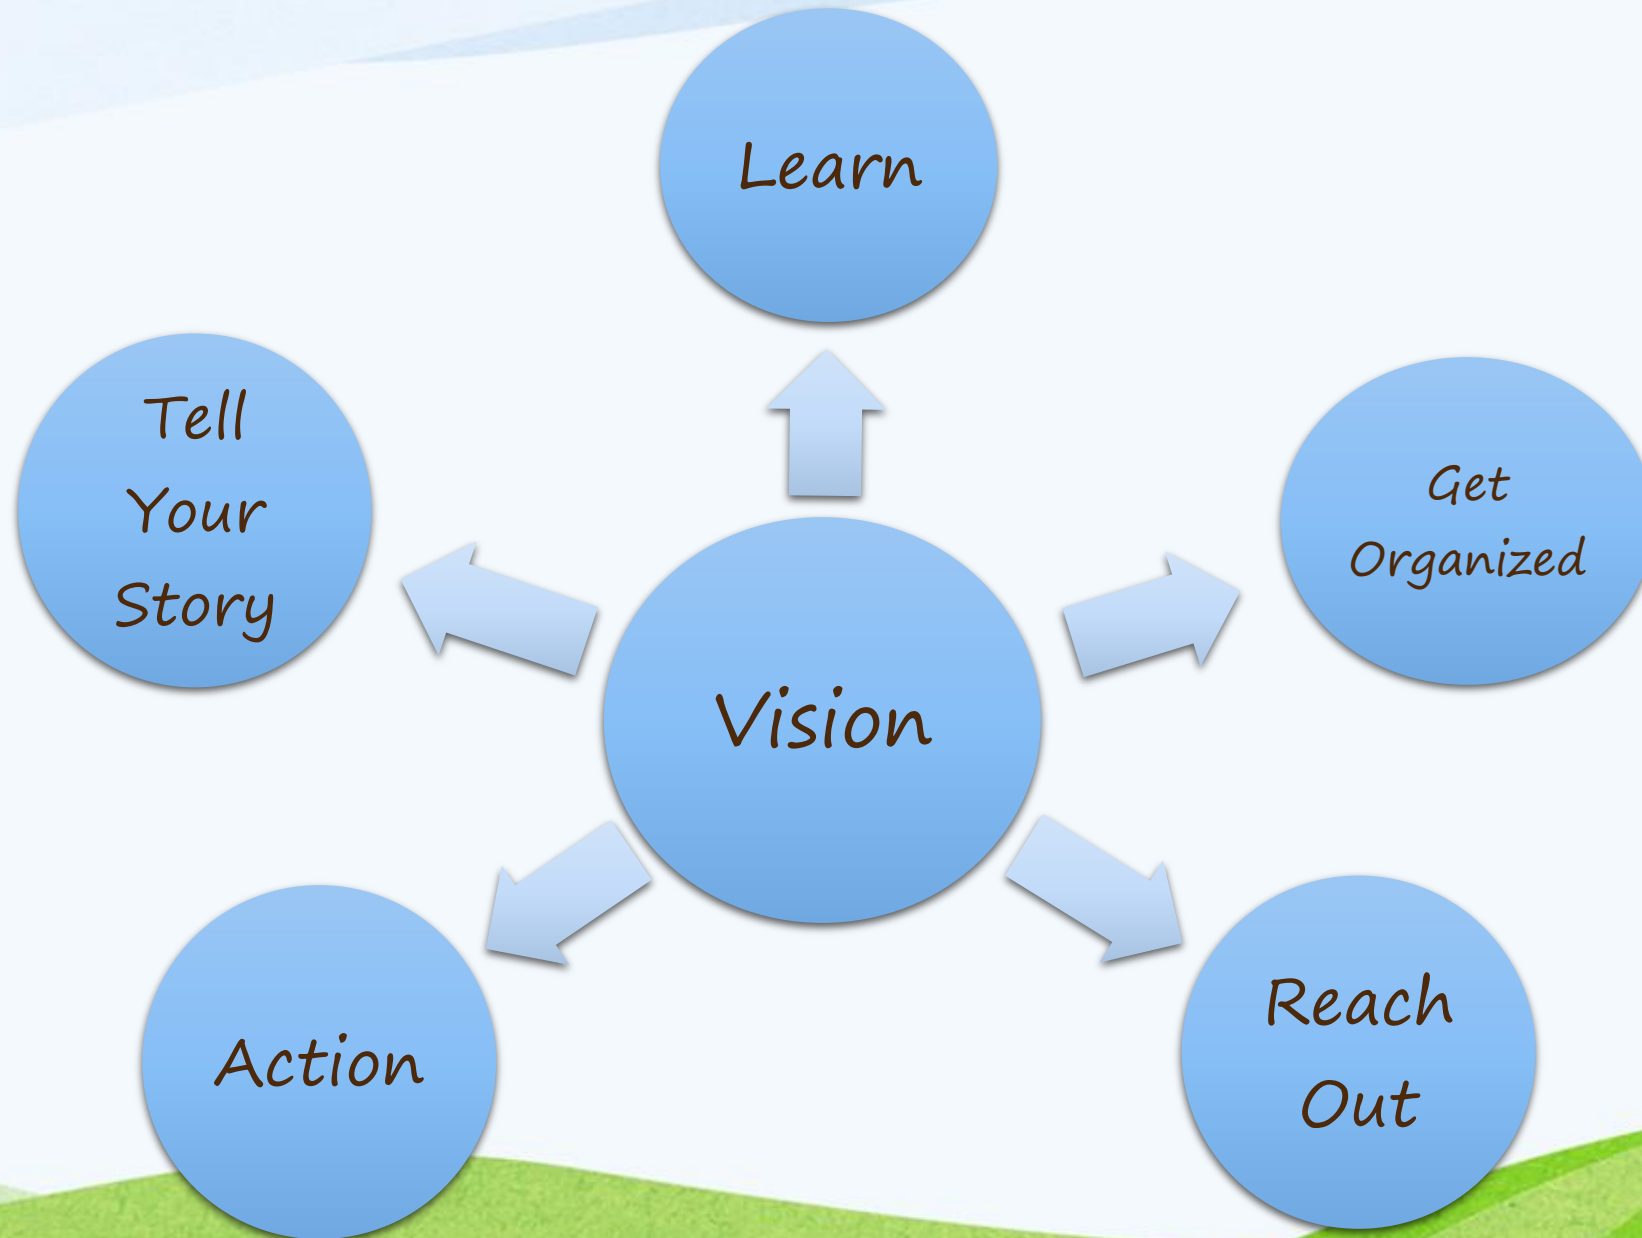 Learn
Tell
Your
Story
Get
Organized
Vision
Action
Reach
Out